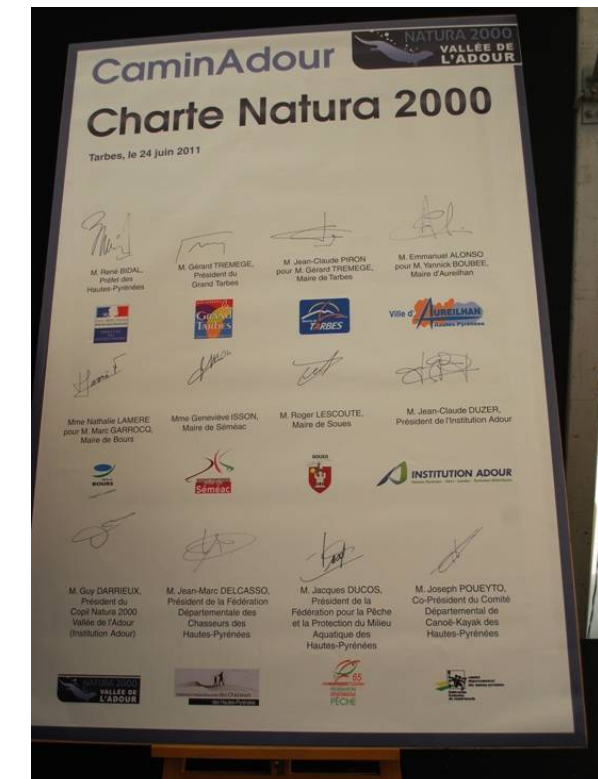 CaminAdour
NATURA 2000
VALLÉE DE
L'ADOUR
Charte Natura 2000
Tarbes, le 24 juin 2011
M. René BIDAL,
Préfet des
Hautes-Pyrénées
M. Gérard TREMEGE,
Président du
Grand Tarbes
M. Jean-Claude PIRON
pour M. Gérard TREMEGE,
Maire de Tarbes
M. Emmanuel ALONSO
pour M. Yannick BOUBEE,
Maire d'Aureilhan
GRAND
TARBES
TARBES
Ville d'AUREILHAN
Hautes Pyrénées
Mme Nathalie LAMERE
pour M. Marc GARROCQ,
Maire de Bours
Mme Geneviève ISSON,
Maire de Séméac
M. Roger LESCOUTE,
Maire de Soues
M. Jean-Claude DUZER,
Président de l'Institution Adour
BOURS
Séméac
SOUES
INSTITUTION ADOUR
M. Guy DARRIEUX,
Président du
Copil Natura 2000
Vallée de l'Adour
(Institution Adour)
M. Jean-Marc DELCASSO,
Président de la Fédération
Départementale des
Chasseurs des
Hautes-Pyrénées
M. Jacques DUCOS,
Président de la
Fédération pour la Pêche
et la Protection du Milieu
Aquatique des
Hautes-Pyrénées
M. Joseph POUEYTO,
Co-Président du Comité
Départemental de
Canoë-Kayak des
Hautes-Pyrénées
NATURA 2000
VALLÉE DE
L'ADOUR
des Chasseurs
des Hautes-Pyrénées
65
PÊCHE